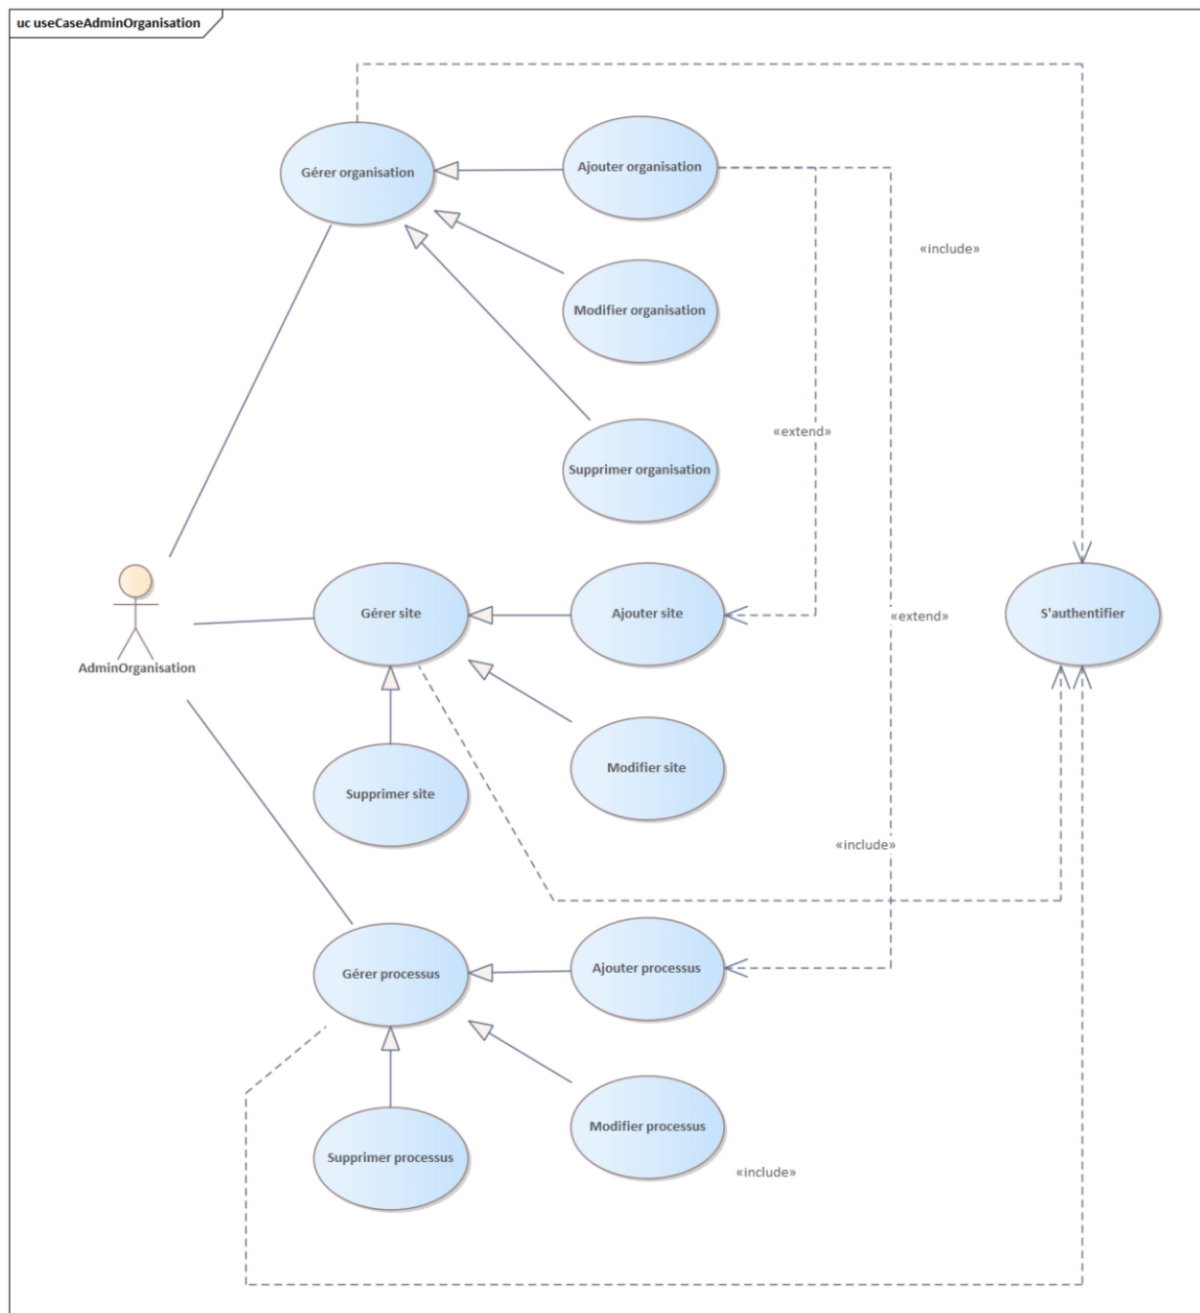 uc useCaseAdminOrganisation
Gérer organisation
Ajouter organisation
«include»
Modifier organisation
«extend»
Supprimer organisation
Gérer site
Ajouter site
«extend»
S'authentifier
AdminOrganisation
Modifier site
Supprimer site
«include»
Gérer processus
Ajouter processus
Modifier processus
Supprimer processus
«include»